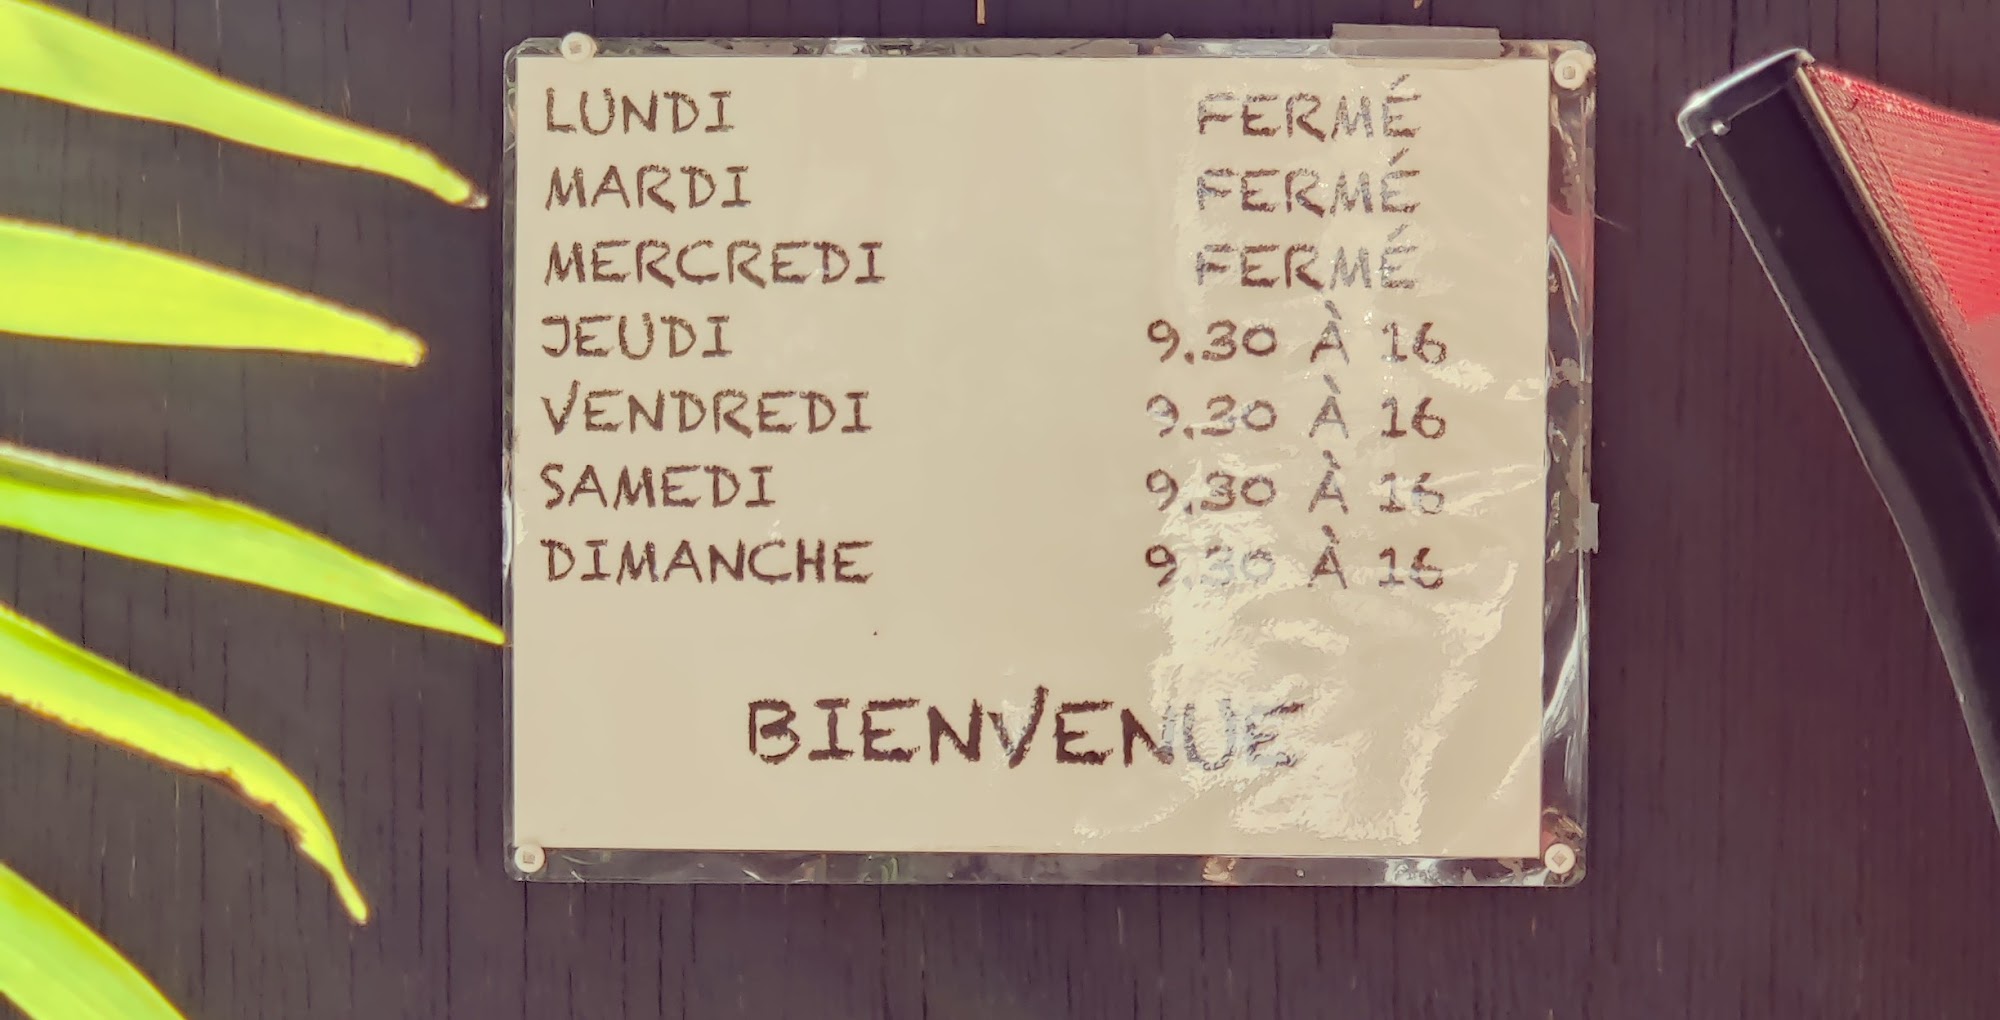 LUNDI FERMÉ
MARDI FERMÉ
MERCREDI FERMÉ
JEUDI 9.30 À 16
VENDREDI 9.30 À 16
SAMEDI 9.30 À 16
DIMANCHE 9.30 À 16
BIENVENUE